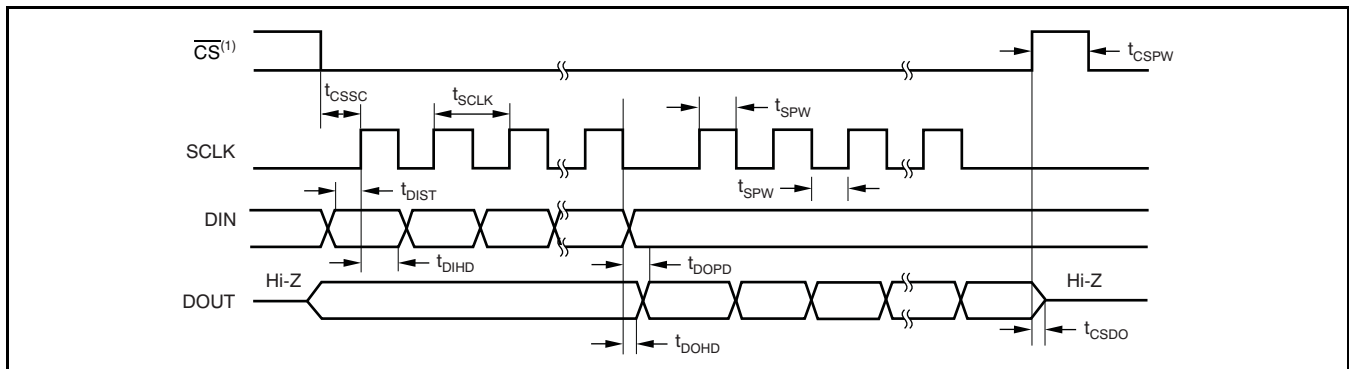 CS(1)
tCSPW
tCSSC
tSCLK
tSPW
SCLK
tDIST
tSPW
DIN
tDIHD
tDOPD
Hi-Z
Hi-Z
DOUT
tCSDO
tDOHD